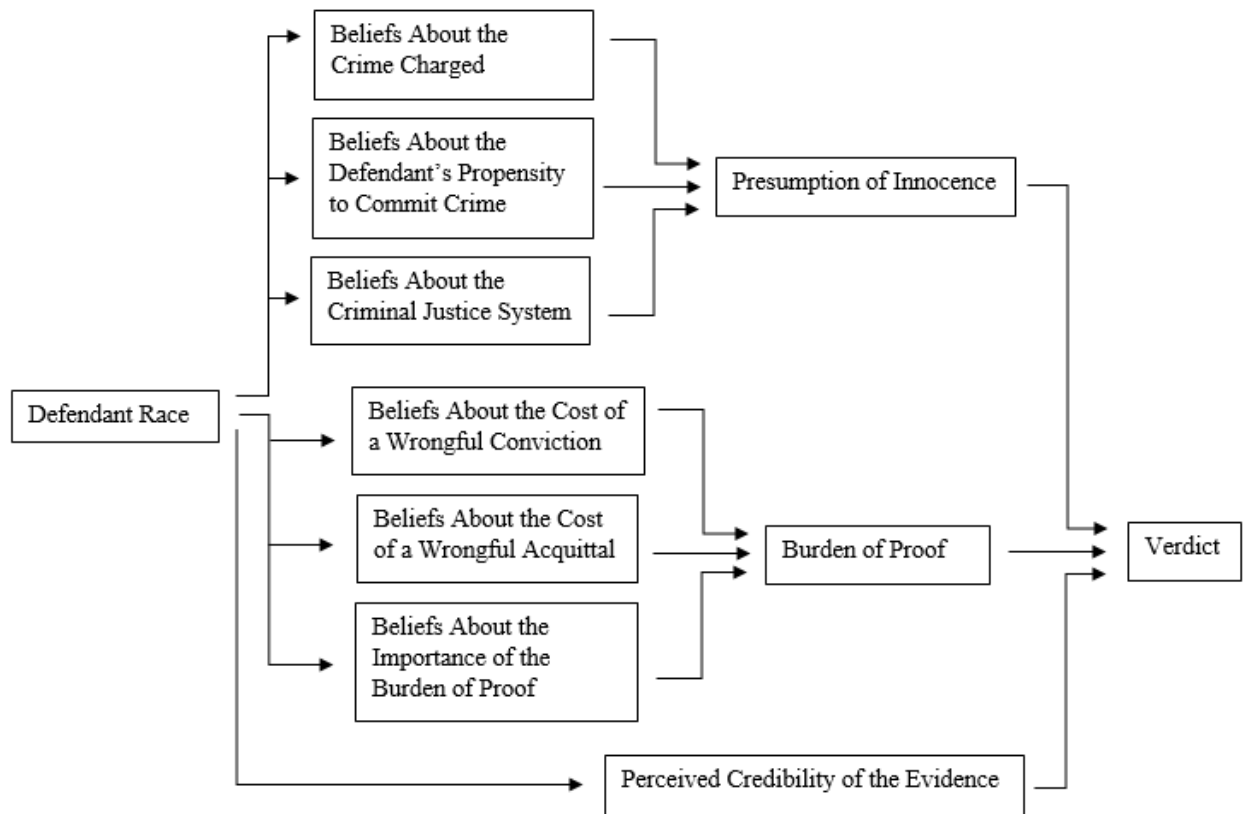 Beliefs About the
Crime Charged
Beliefs About the
Defendant's Propensity
to Commit Crime
Presumption of Innocence
Beliefs About the
Criminal Justice System
Defendant Race
Beliefs About the Cost of
a Wrongful Conviction
Beliefs About the Cost
of a Wrongful Acquittal
Burden of Proof
Verdict
Beliefs About the
Importance of the
Burden of Proof
Perceived Credibility of the Evidence